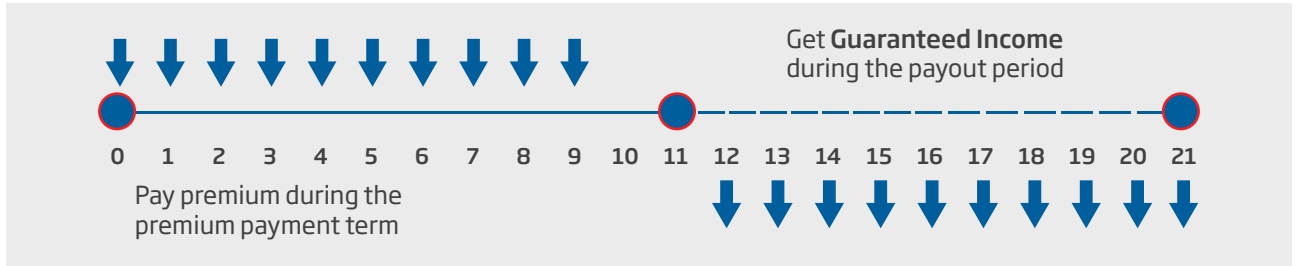 Get Guaranteed Income
during the payout period
0 1 2 3 4 5 6 7 8 9 10 11 12 13 14 15 16 17 18 19 20 21
Pay premium during the
premium payment term